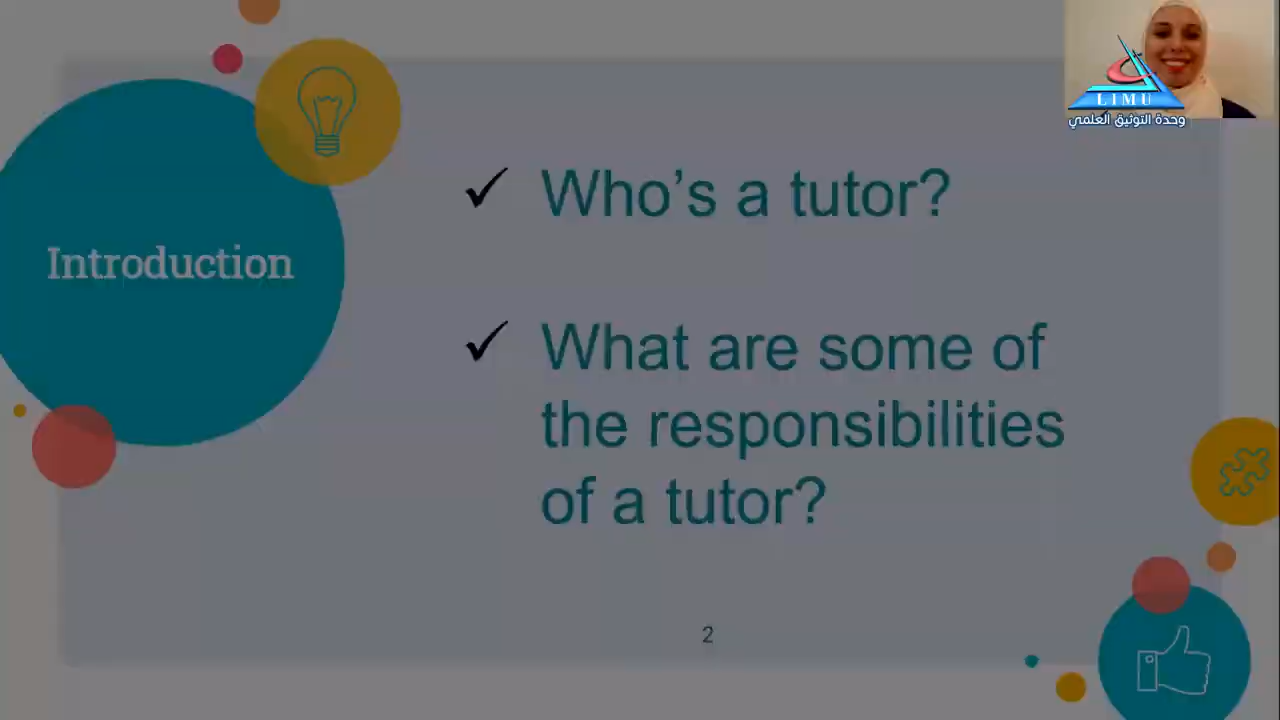 LIMU
وحدة التوثيق العلمي
Introduction
✓ Who's a tutor?
✓ What are some of
the responsibilities
of a tutor?
2